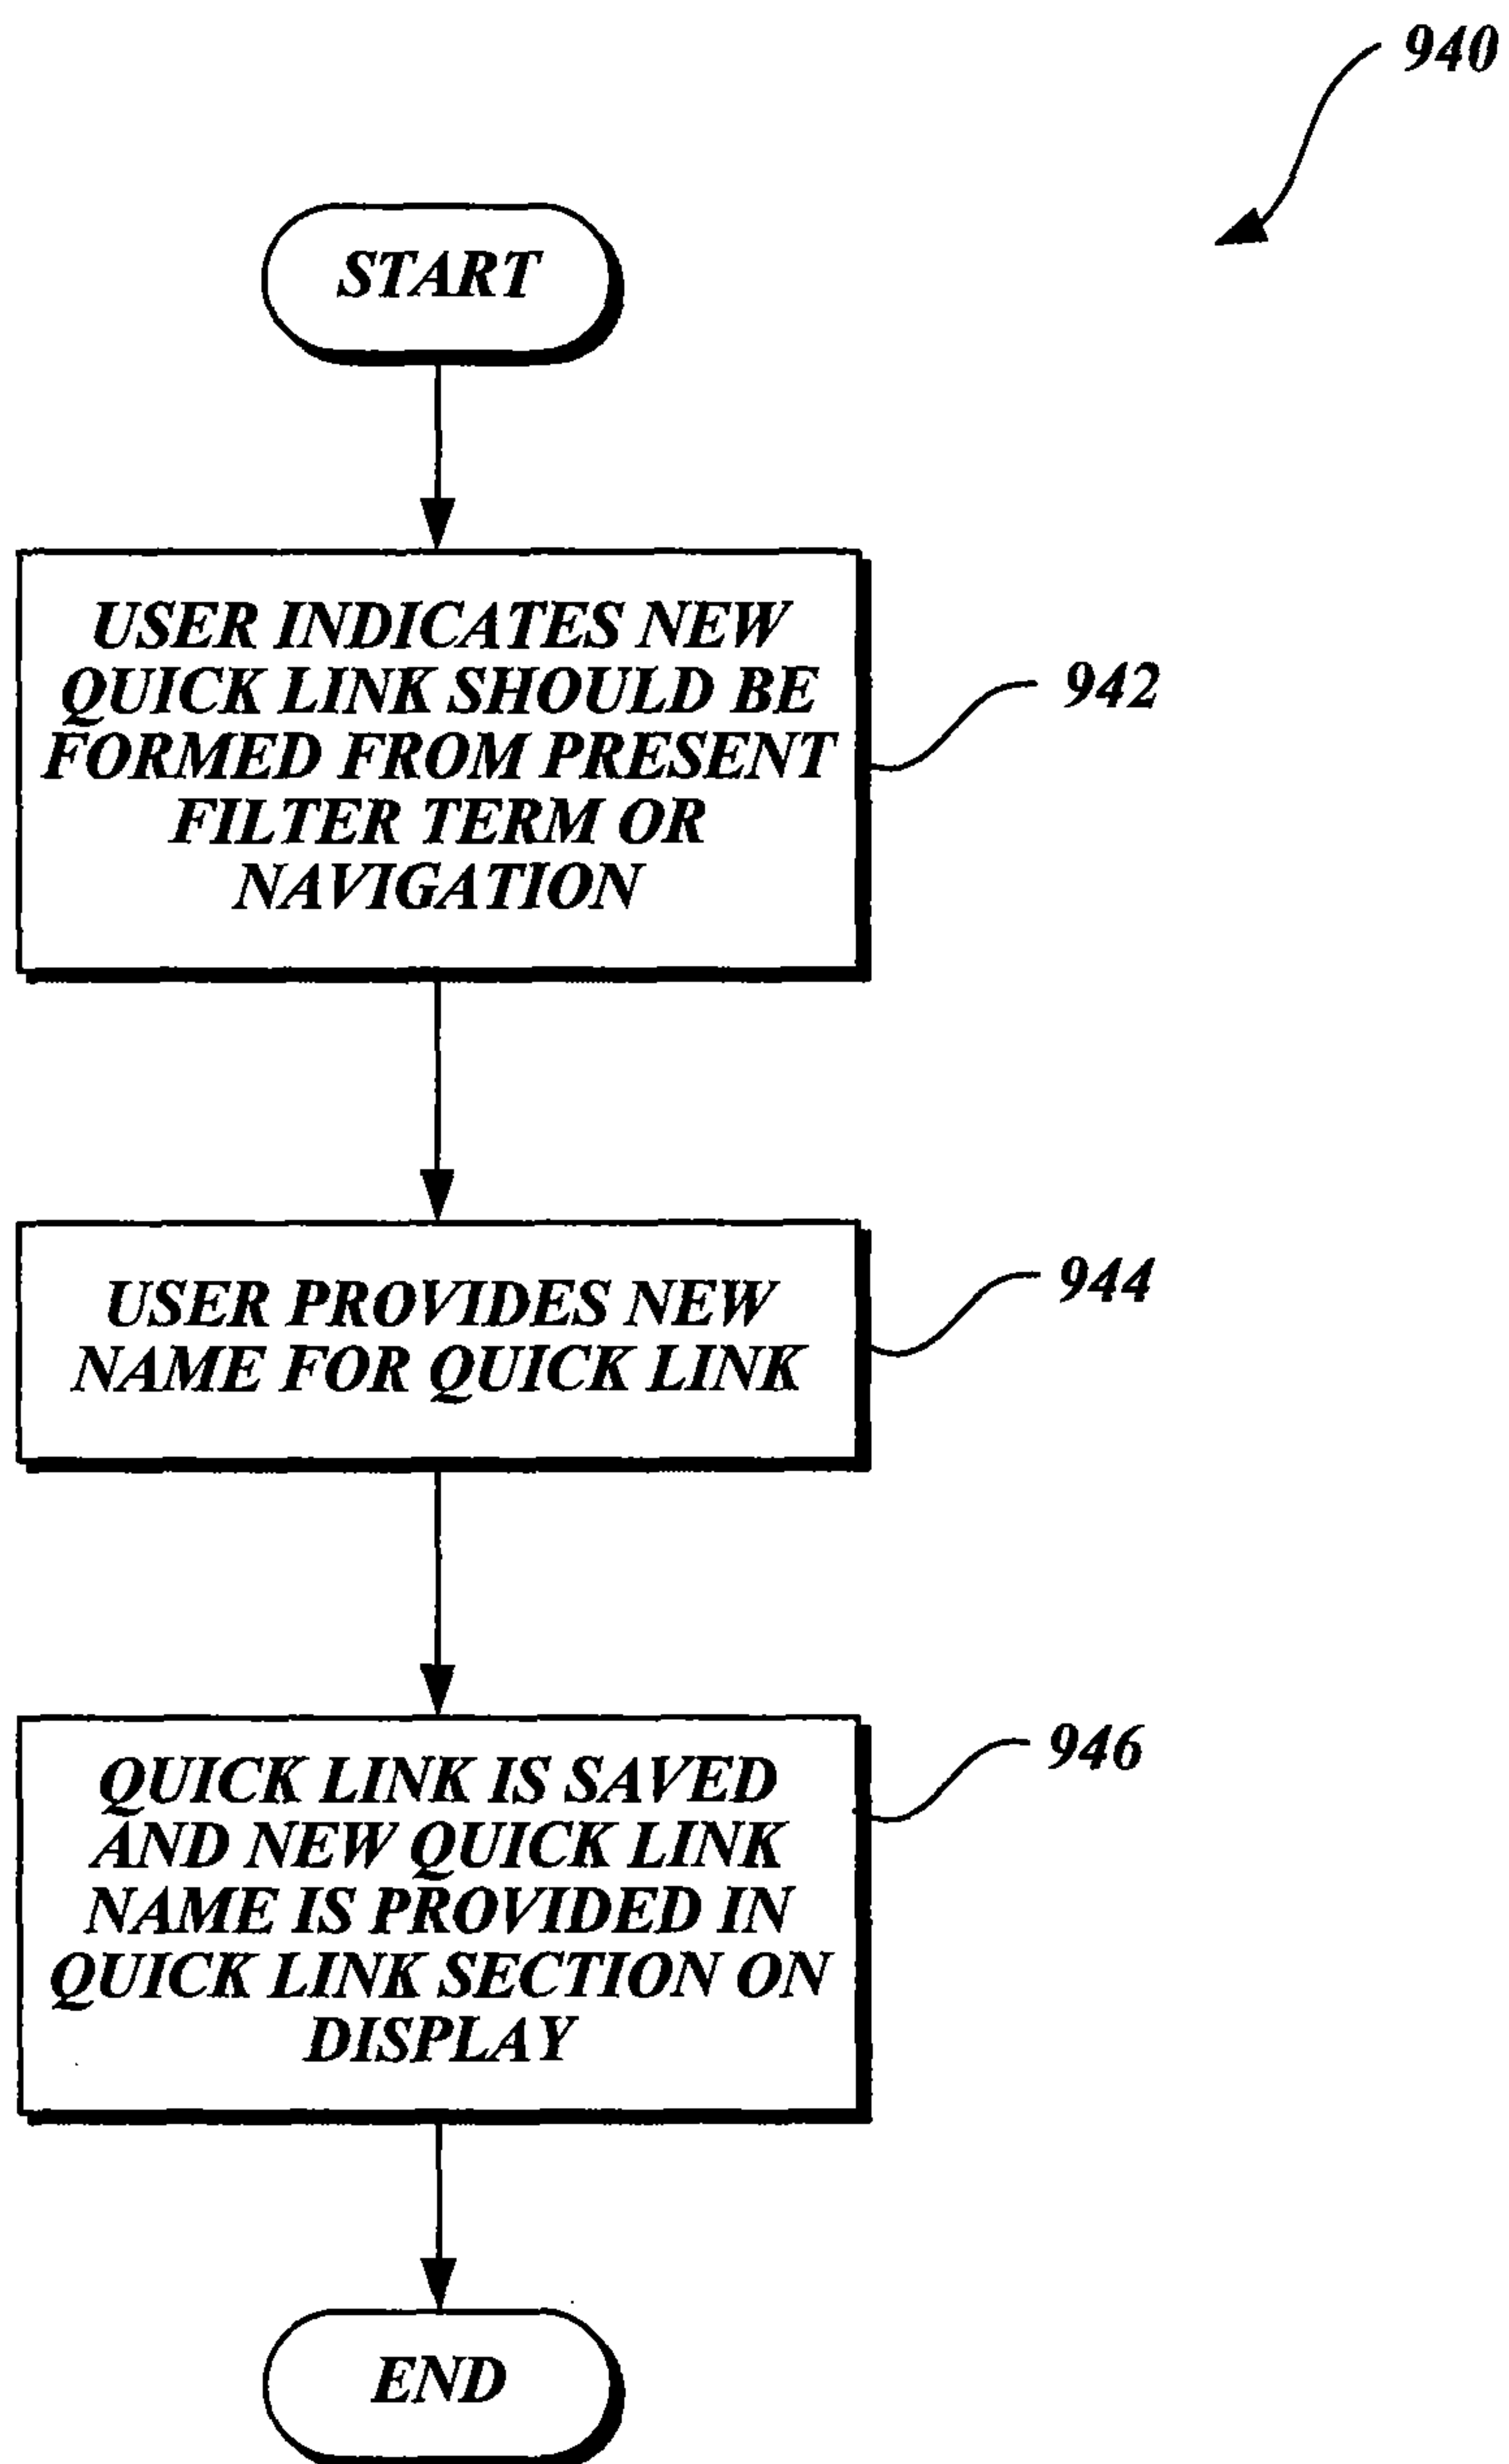 940
START
USER INDICATES NEW
QUICK LINK SHOULD BE
FORMED FROM PRESENT
FILTER TERM OR
NAVIGATION
942
USER PROVIDES NEW
NAME FOR QUICK LINK
944
QUICK LINK IS SAVED
AND NEW QUICK LINK
NAME IS PROVIDED IN
QUICK LINK SECTION ON
DISPLAY
946
END